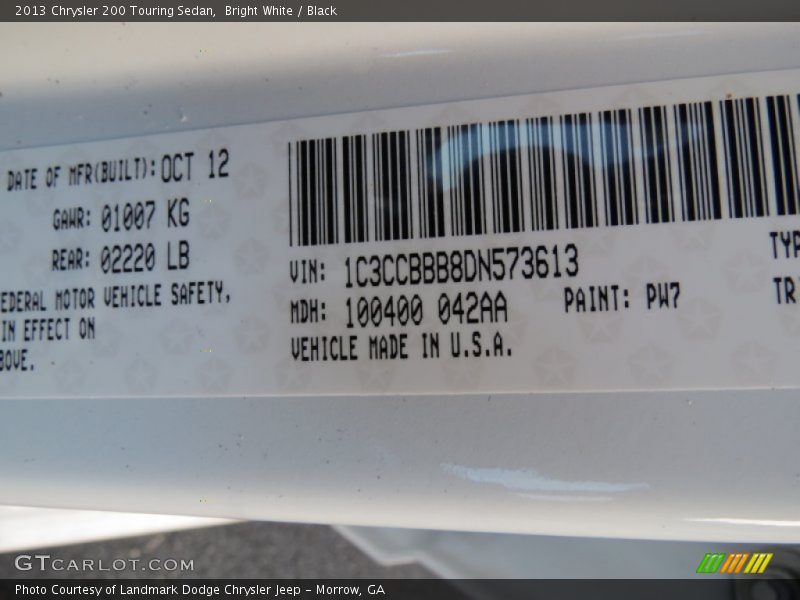 2013 Chrysler 200 Touring Sedan,  Bright White / Black
DATE OF MFR(BUILT): OCT 12
GAWR: 01007 KG
REAR: 02220 LB
EDERAL MOTOR VEHICLE SAFETY,
IN EFFECT ON
BOVE.
VIN: 1C3CCBBB8DN573613
MDH: 100400 042AA
PAINT: PW7
VEHICLE MADE IN U.S.A.
TYP
TR
GTCARLOT.COM
Photo Courtesy of Landmark Dodge Chrysler Jeep – Morrow, GA